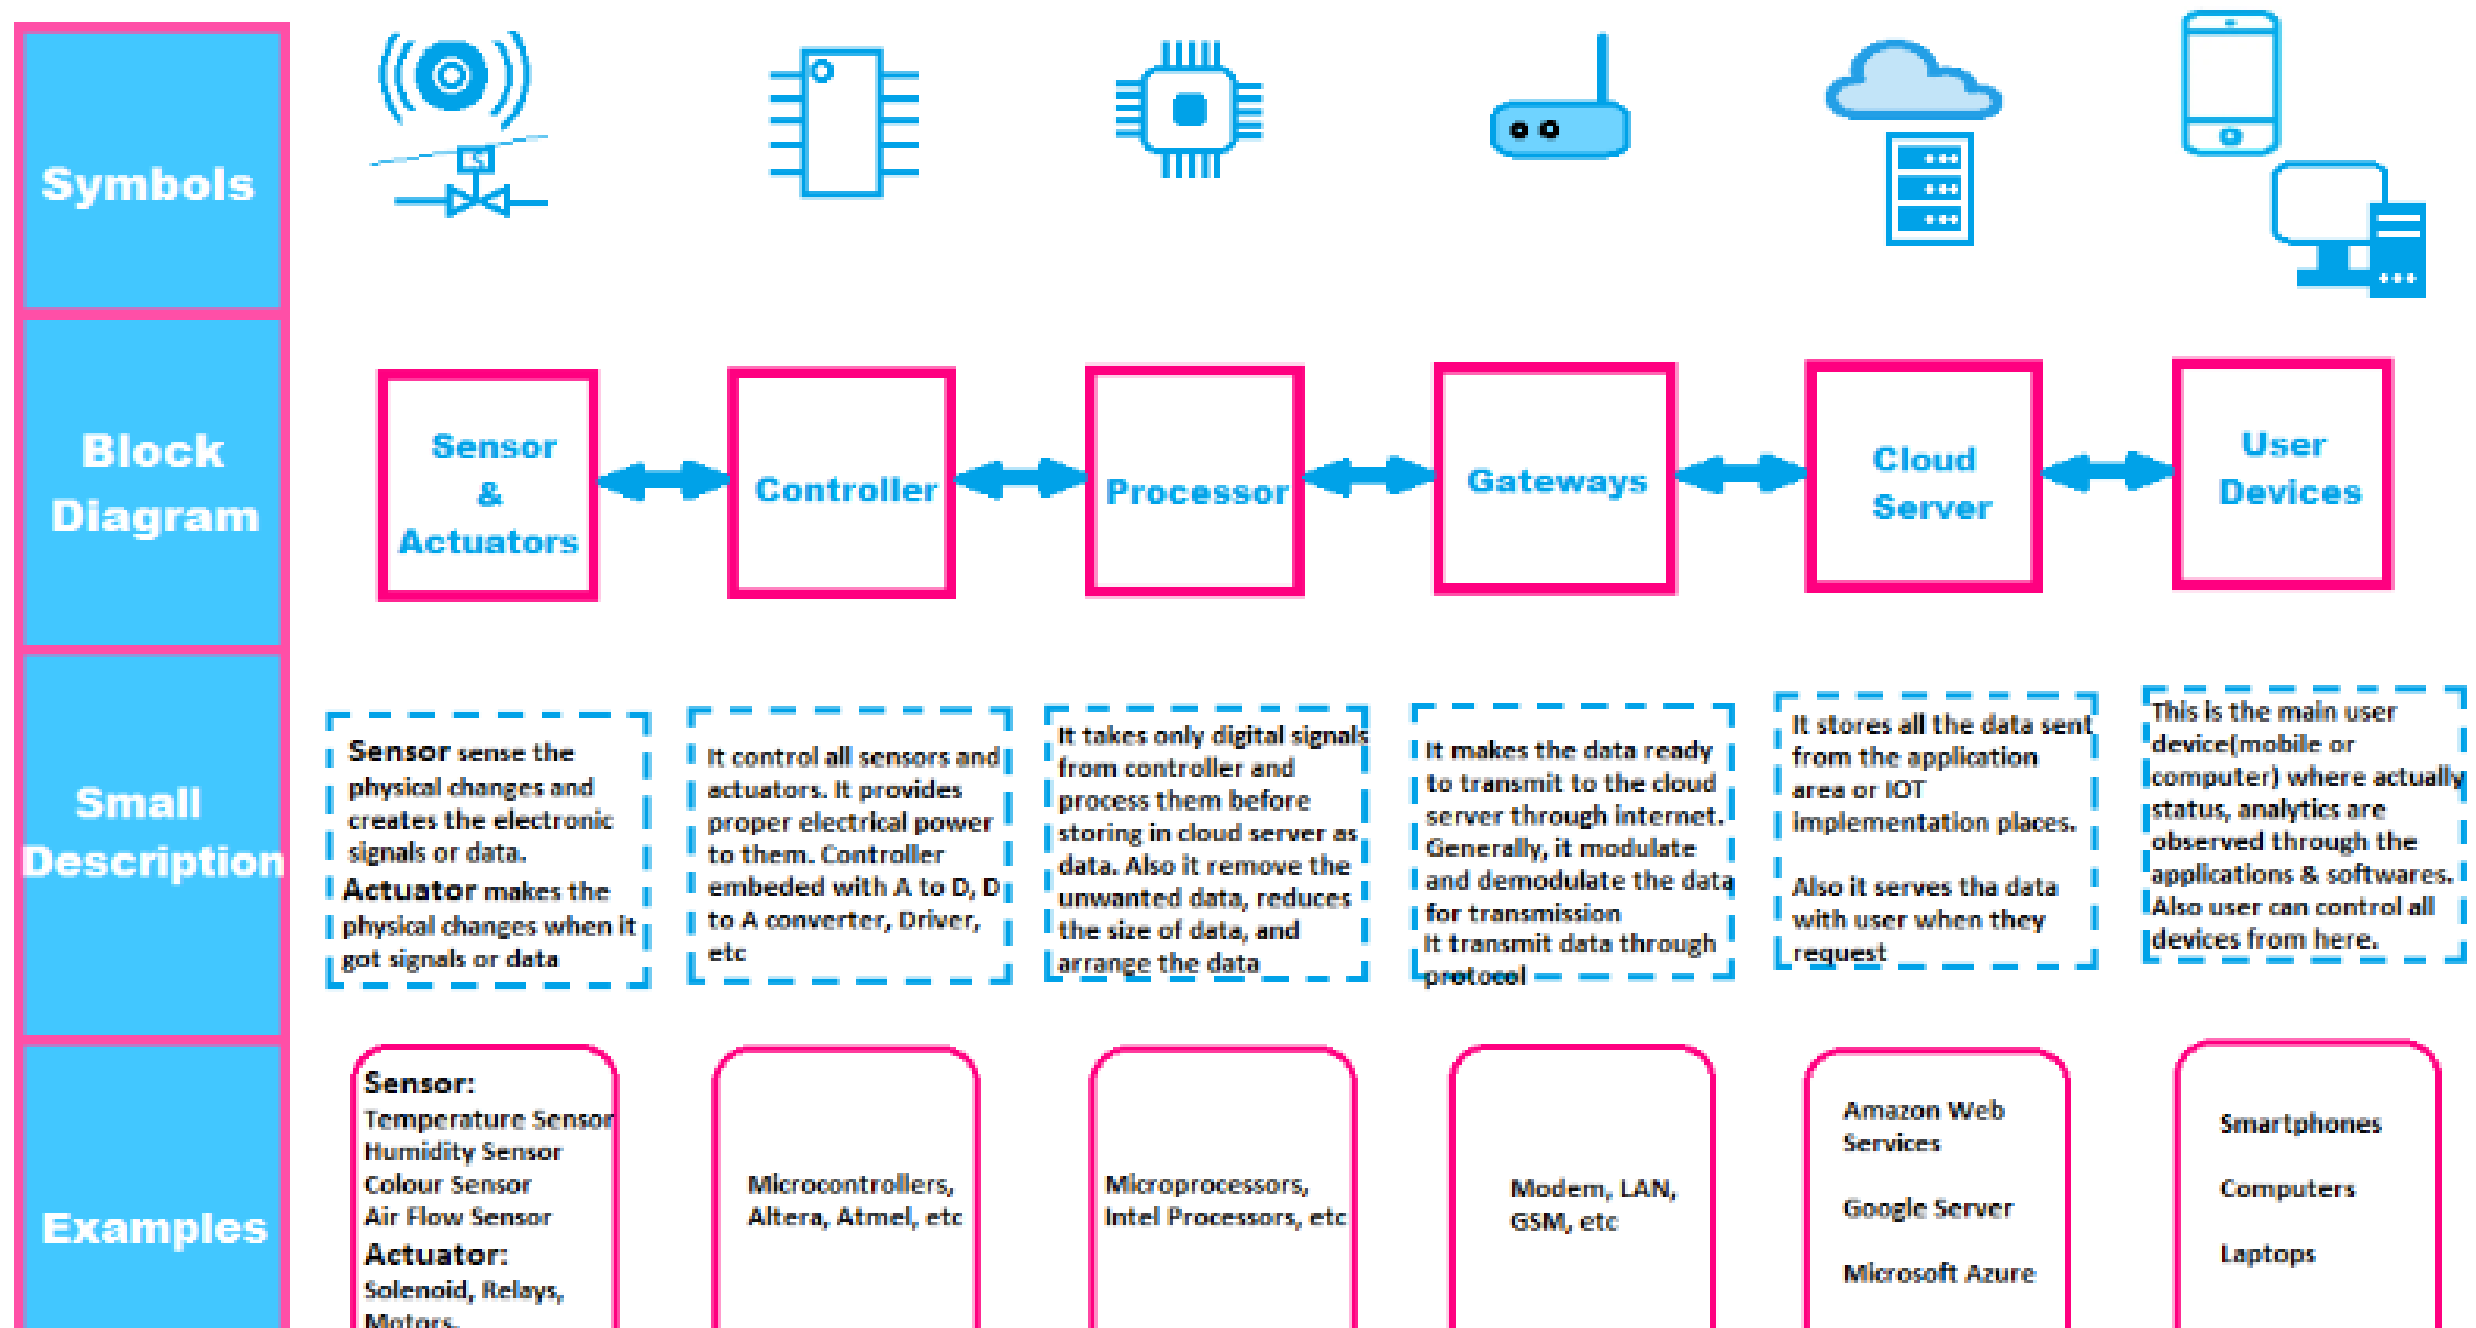 Symbols
Block
Diagram
Sensor
&
Actuators
Controller
Processor
Gateways
Cloud
Server
User
Devices
Small
Description
Sensor sense the
physical changes and
creates the electronic
signals or data.
Actuator makes the
physical changes when it
got signals or data
It control all sensors and
actuators. It provides
proper electrical power
to them. Controller
embeded with A to D, D
to A converter, Driver,
etc
It takes only digital signals
from controller and
process them before
storing in cloud server as
data. Also it remove the
unwanted data, reduces
the size of data, and
arrange the data
It makes the data ready
to transmit to the cloud
server through internet.
Generally, it modulate
and demodulate the data
for transmission
It transmit data through
protocol
It stores all the data sent
from the application
area or IOT
implementation places.
Also it serves tha data
with user when they
request
This is the main user
device(mobile or
computer) where actually
status, analytics are
observed through the
applications & softwares.
Also user can control all
devices from here.
Examples
Sensor:
Temperature Sensor
Humidity Sensor
Colour Sensor
Air Flow Sensor
Actuator:
Solenoid, Relays,
Motors,
Microcontrollers,
Altera, Atmel, etc
Microprocessors,
Intel Processors, etc
Modem, LAN,
GSM, etc
Amazon Web
Services
Google Server
Microsoft Azure
Smartphones
Computers
Laptops